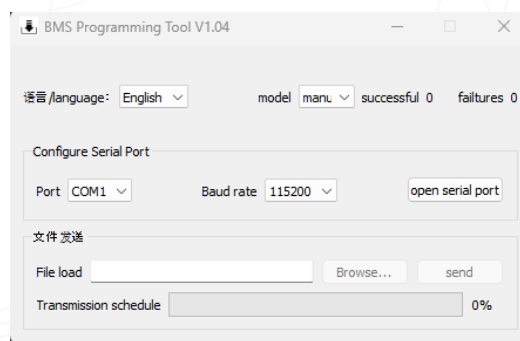 BMS Programming Tool V1.04
语言/language: English model manu successful 0 failtures 0
Configure Serial Port
Port COM1 Baud rate 115200 open serial port
文件发送
File load Browse... send
Transmission schedule 0%